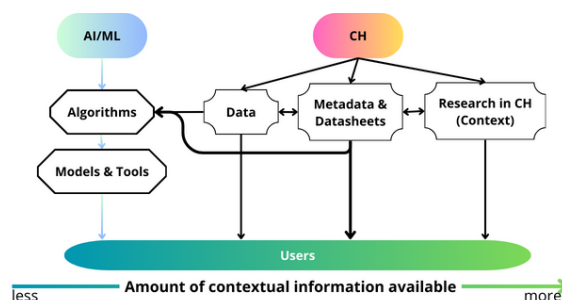 AI/ML
CH
Algorithms
Data
Metadata &
Datasheets
Research in CH
(Context)
Models & Tools
Users
Amount of contextual information available
less
more